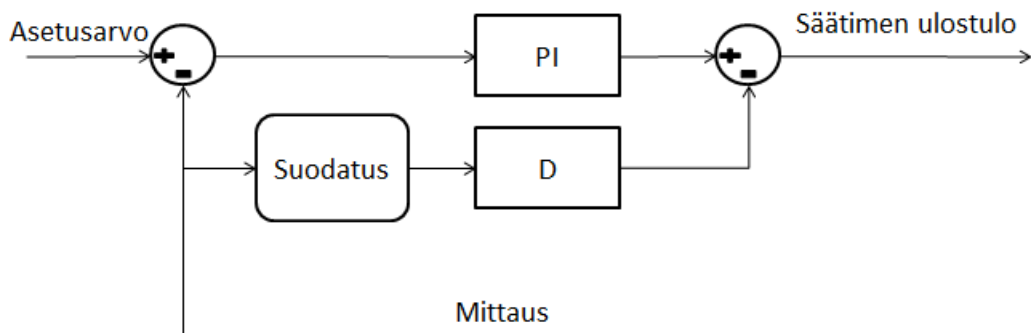 Asetusarvo
Säätimen ulostulo
PI
Suodatus
D
Mittaus